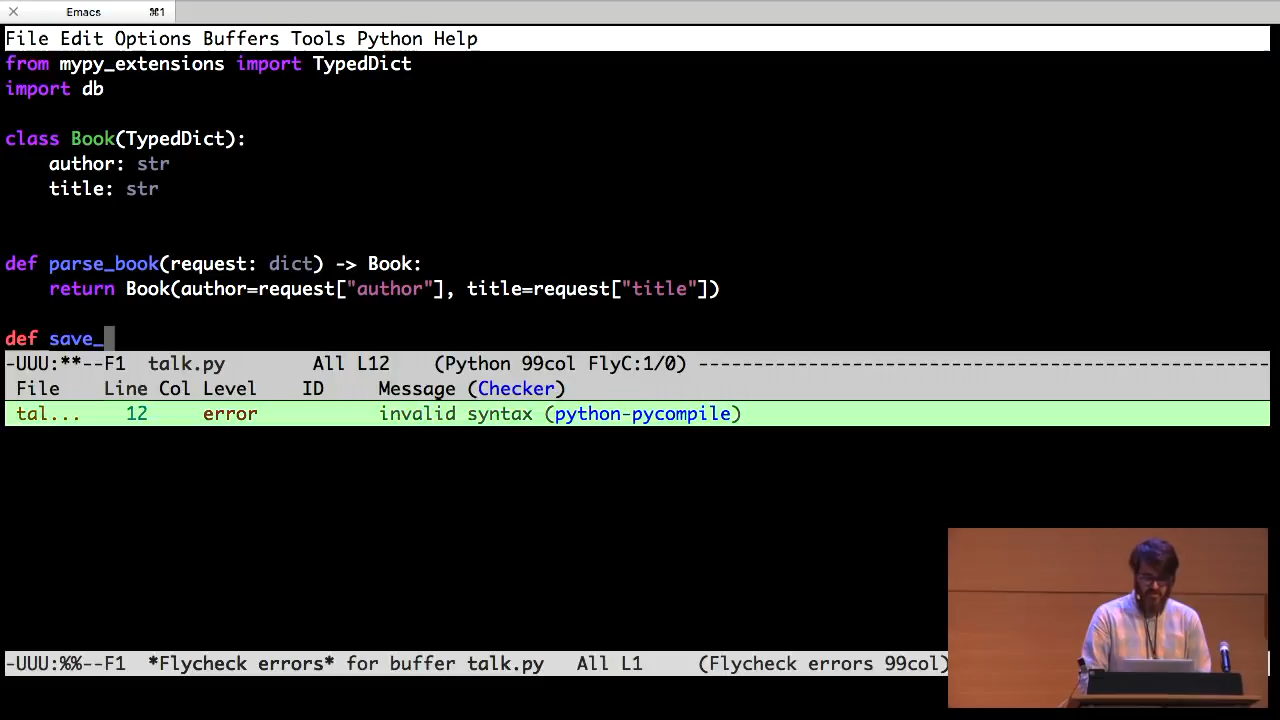 Emacs ⌘1
File Edit Options Buffers Tools Python Help
from mypy_extensions import TypedDict
import db
class Book(TypedDict):
author: str
title: str
def parse_book(request: dict) -> Book:
return Book(author=request["author"], title=request["title"])
def save_
-UUU:**--F1 talk.py All L12 (Python 99col FlyC:1/0) ----------------------------------------------------
File Line Col Level ID Message (Checker)
tal... 12 error invalid syntax (python-pycompile)
-UUU:%%--F1 *Flycheck errors* for buffer talk.py All L1 (Flycheck errors 99col)